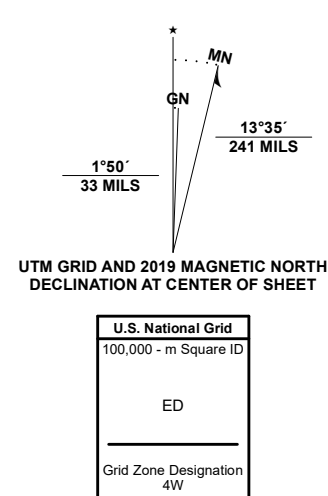 ★
MN
GN
13°35´
241 MILS
1°50´
33 MILS
UTM GRID AND 2019 MAGNETIC NORTH
DECLINATION AT CENTER OF SHEET
U.S. National Grid
100,000 - m Square ID
ED
Grid Zone Designation
4W